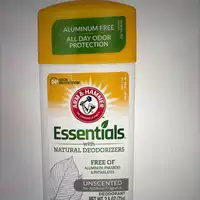 ALUMINUM FREE
ALL DAY ODOR
PROTECTION
ARM & HAMMER
Essentials
with
NATURAL DEODORIZERS
FREE OF
ALUMINUM, PARABENS
& PHTHALATES
UNSCENTED
DEODORANT